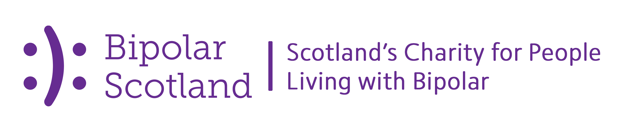 Bipolar
Scotland
Scotland's Charity for People
Living with Bipolar